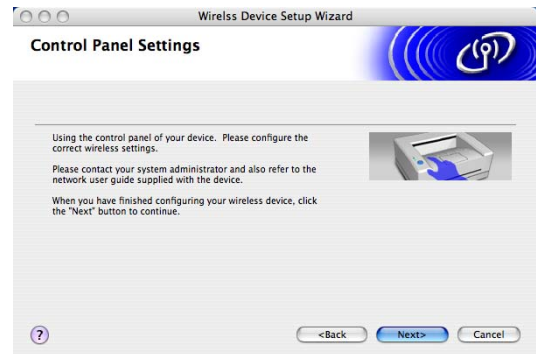 Wirelss Device Setup Wizard
Control Panel Settings
Using the control panel of your device. Please configure the
correct wireless settings.
Please contact your system administrator and also refer to the
network user guide supplied with the device.
When you have finished configuring your wireless device, click
the "Next" button to continue.
?
<Back
Next>
Cancel